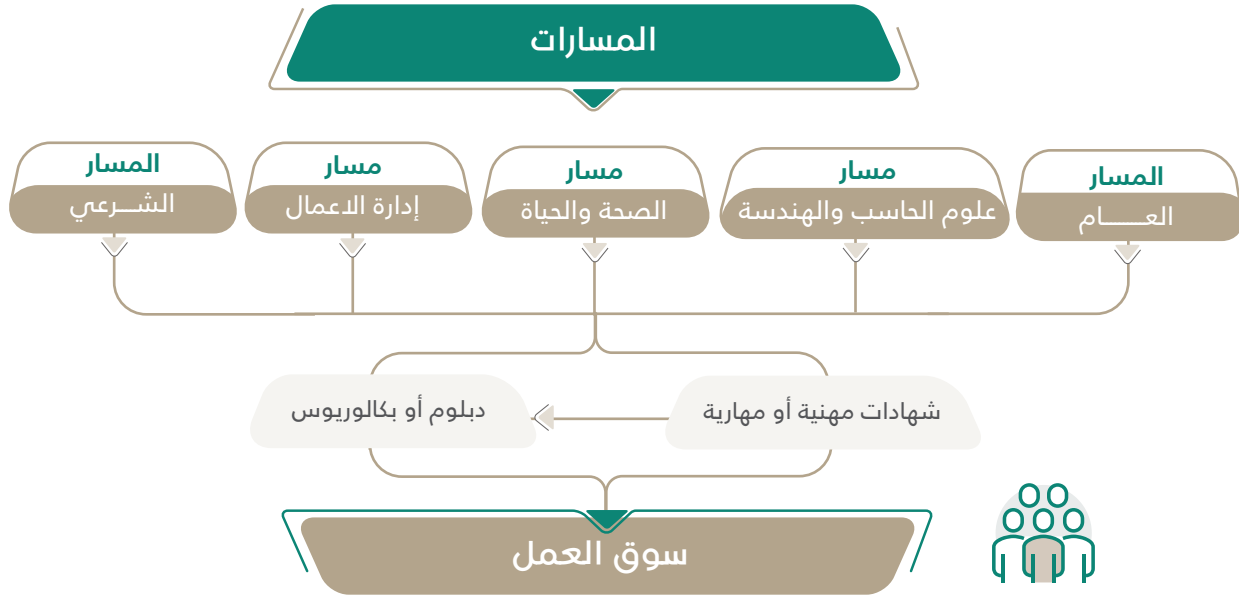 المسارات
المسار
العـــــام
مسار
علوم الحاسب والهندسة
مسار
الصحة والحياة
مسار
إدارة الاعمال
المسار
الشـــرعي
شهادات مهنية أو مهارية
دبلوم أو بكالوريوس
سوق العمل